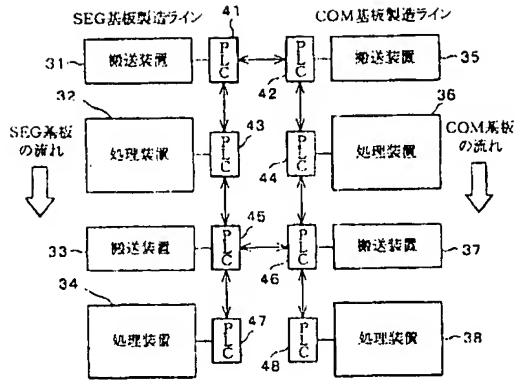 SEG基板製造ライン
COM基板製造ライン
41
31
搬送装置
PLC
PLC
搬送装置
35
42
32
36
SEG基板
の流れ
処理装置
PLC
43
PLC
44
処理装置
COM基板
の流れ
45
33
搬送装置
PLC
PLC
46
搬送装置
37
34
処理装置
PLC
47
PLC
48
処理装置
38